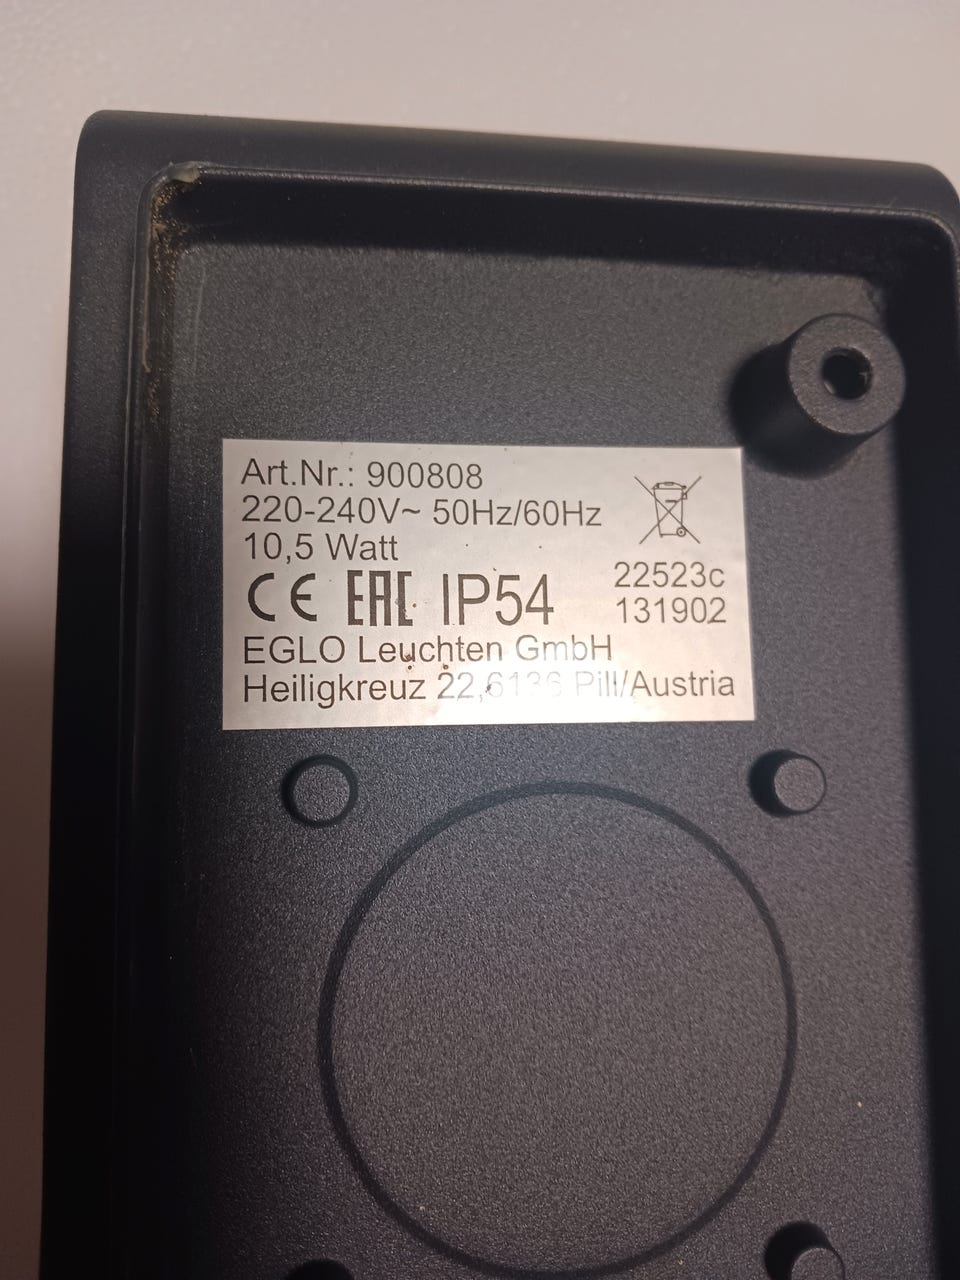 Art.Nr.: 900808
220-240V~ 50Hz/60Hz
10,5 Watt
CE EAC IP54
22523c
131902
EGLO Leuchten GmbH
Heiligkreuz 22,6136 Pill/Austria